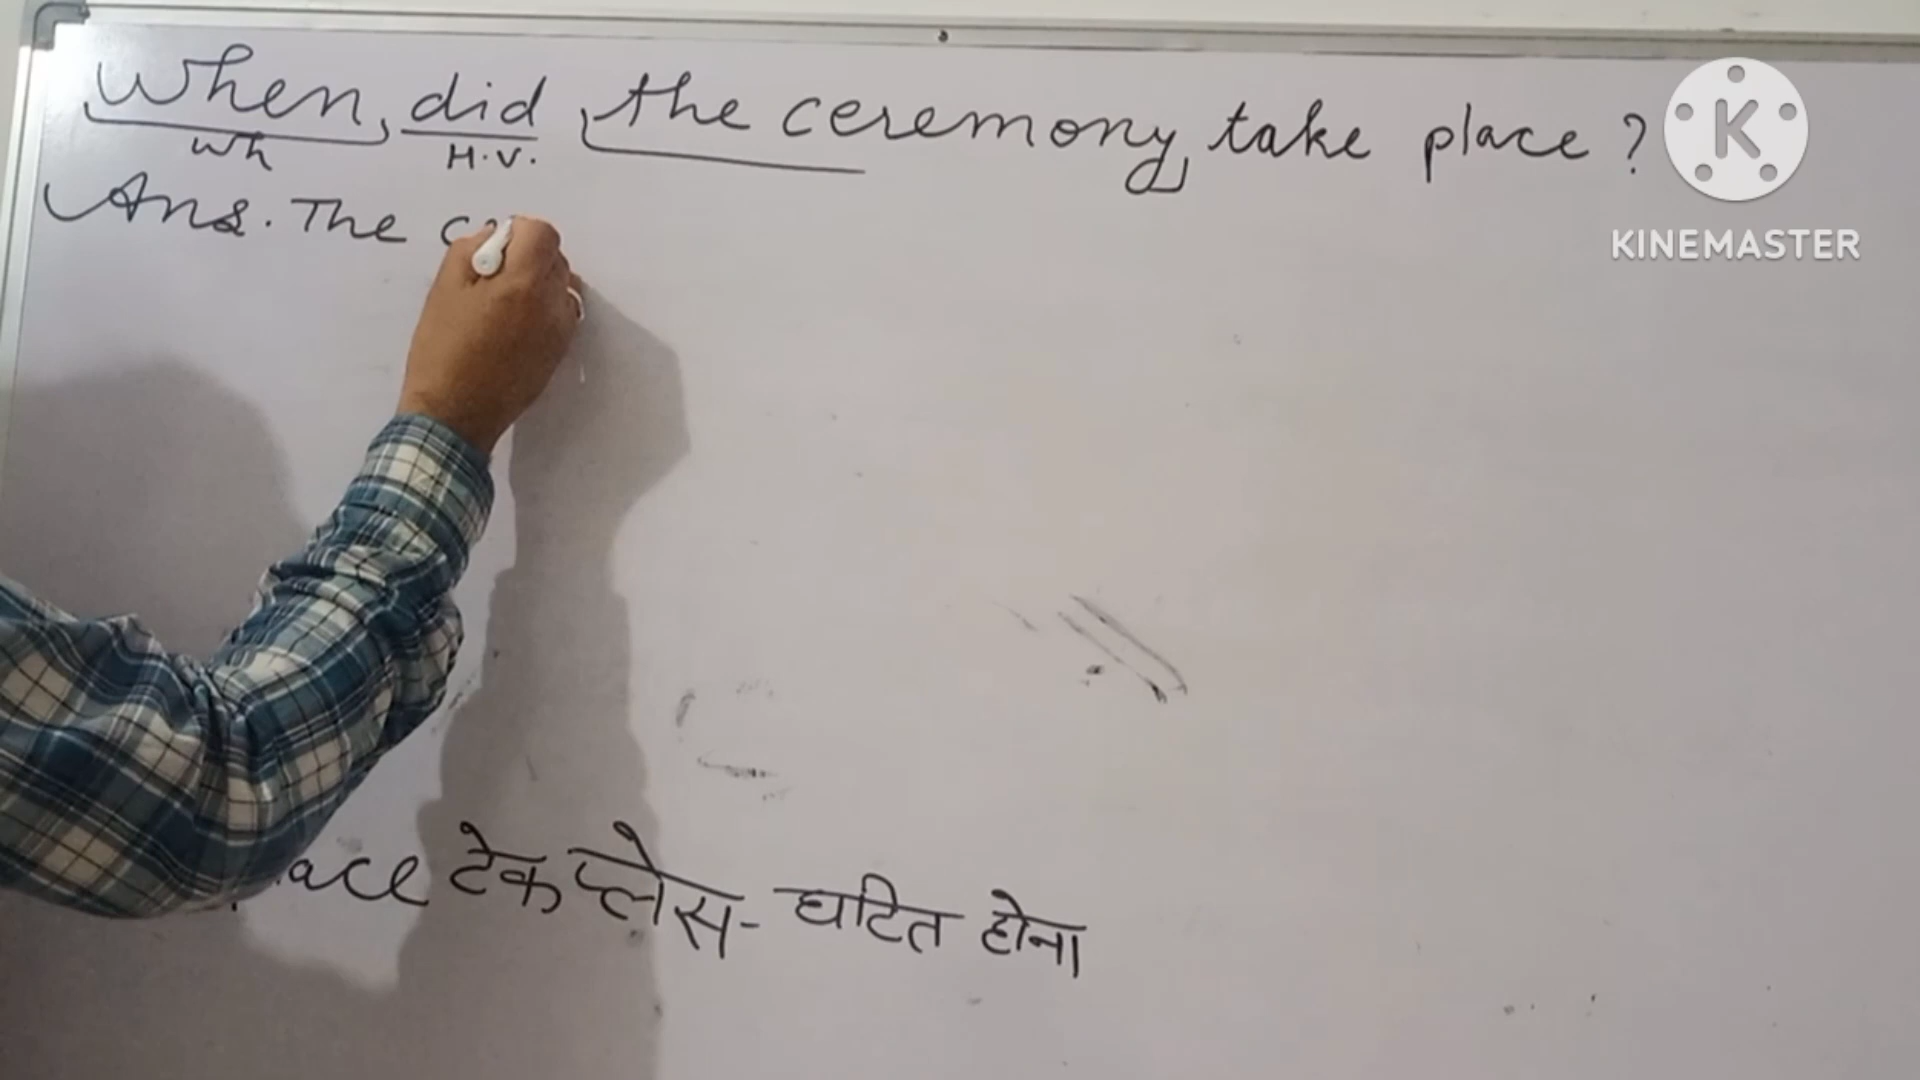 When, did the ceremony take place ?
wh H.V.
Ans. The
टेक प्लेस - घटित होना
K
KINEMASTER